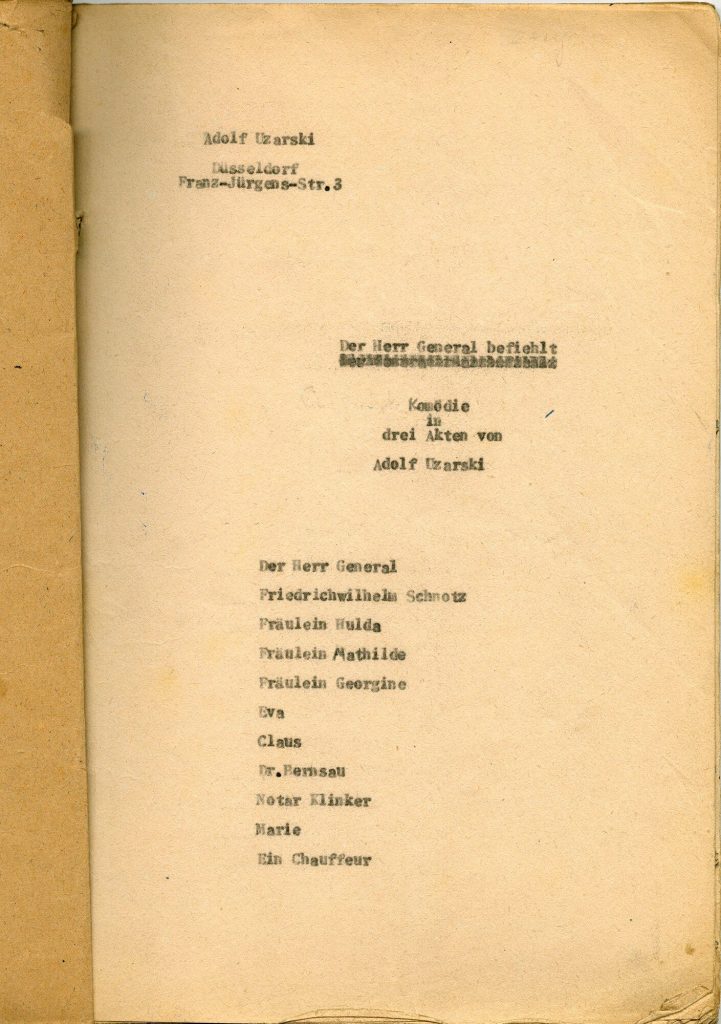 Adolf Uzarski
Düsseldorf
Franz-Jürgens-Str.3
Der Herr General befiehlt
Komödie
in
drei Akten von
Adolf Uzarski
Der Herr General
Friedrichwilhelm Schnotz
Fräulein Hulda
Fräulein Mathilde
Fräulein Georgine
Eva
Claus
Dr.Bernsau
Notar Klinker
Marie
Ein Chauffeur